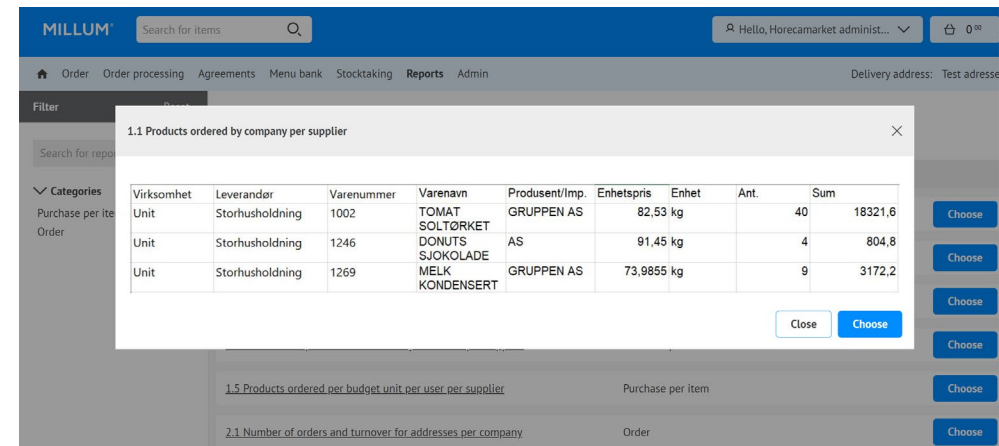 MILLUM®
Search for items
Hello, Horecamarket administ...
0 00
Order Order processing Agreements Menu bank Stocktaking Reports Admin
Delivery address: Test adresse
Filter
1.1 Products ordered by company per supplier
Search for repo
Categories
Purchase per ite
Order
Virksomhet Leverandør Varenummer Varenavn Produsent/Imp. Enhetspris Enhet Ant. Sum
Unit Storhusholdning 1002 TOMAT GRUPPEN AS 82,53 kg 40 18321,6
SOLTØRKET
Unit Storhusholdning 1246 DONUTS AS 91,45 kg 4 804,8
SJOKOLADE
Unit Storhusholdning 1269 MELK GRUPPEN AS 73,9855 kg 9 3172,2
KONDENSERT
Close Choose
Choose
Choose
Choose
Choose
1.5 Products ordered per budget unit per user per supplier Purchase per item Choose
2.1 Number of orders and turnover for addresses per company Order Choose